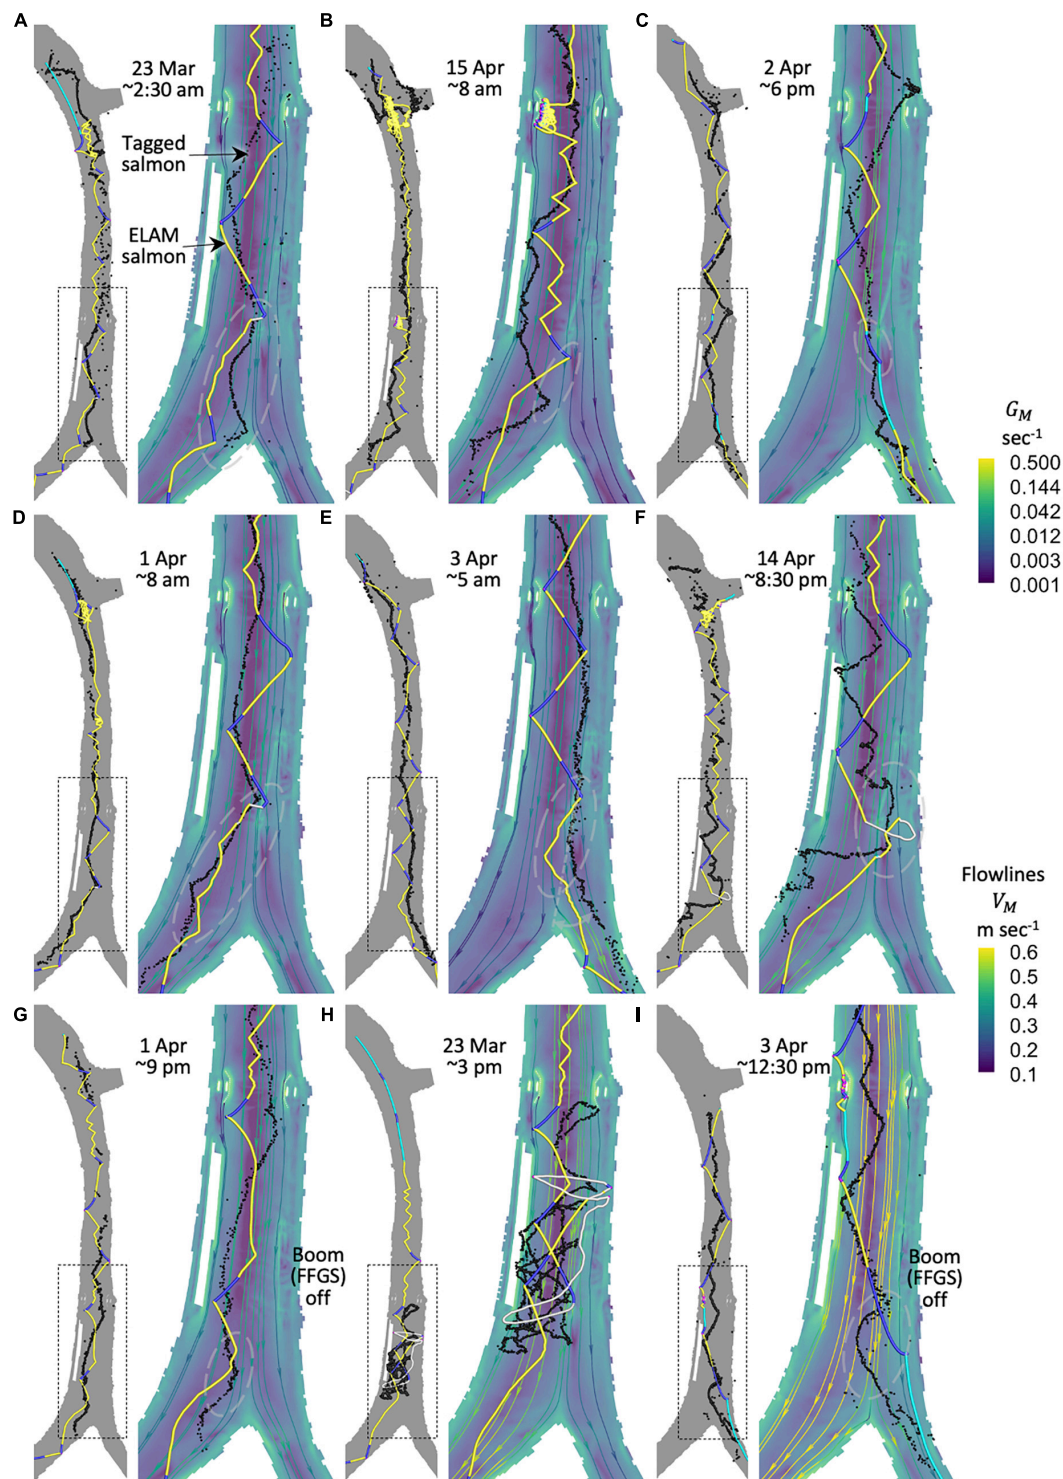 A
23 Mar
~2:30 am
Tagged
salmon
ELAM
salmon
B
15 Apr
~8 am
C
2 Apr
~6 pm
G_M
sec⁻¹
0.500
0.144
0.042
0.012
0.003
0.001
D
1 Apr
~8 am
E
3 Apr
~5 am
F
14 Apr
~8:30 pm
Flowlines
V_M
m sec⁻¹
0.6
0.5
0.4
0.3
0.2
0.1
G
1 Apr
~9 pm
Boom
(FFGS)
off
H
23 Mar
~3 pm
I
3 Apr
~12:30 pm
Boom
(FFGS)
off